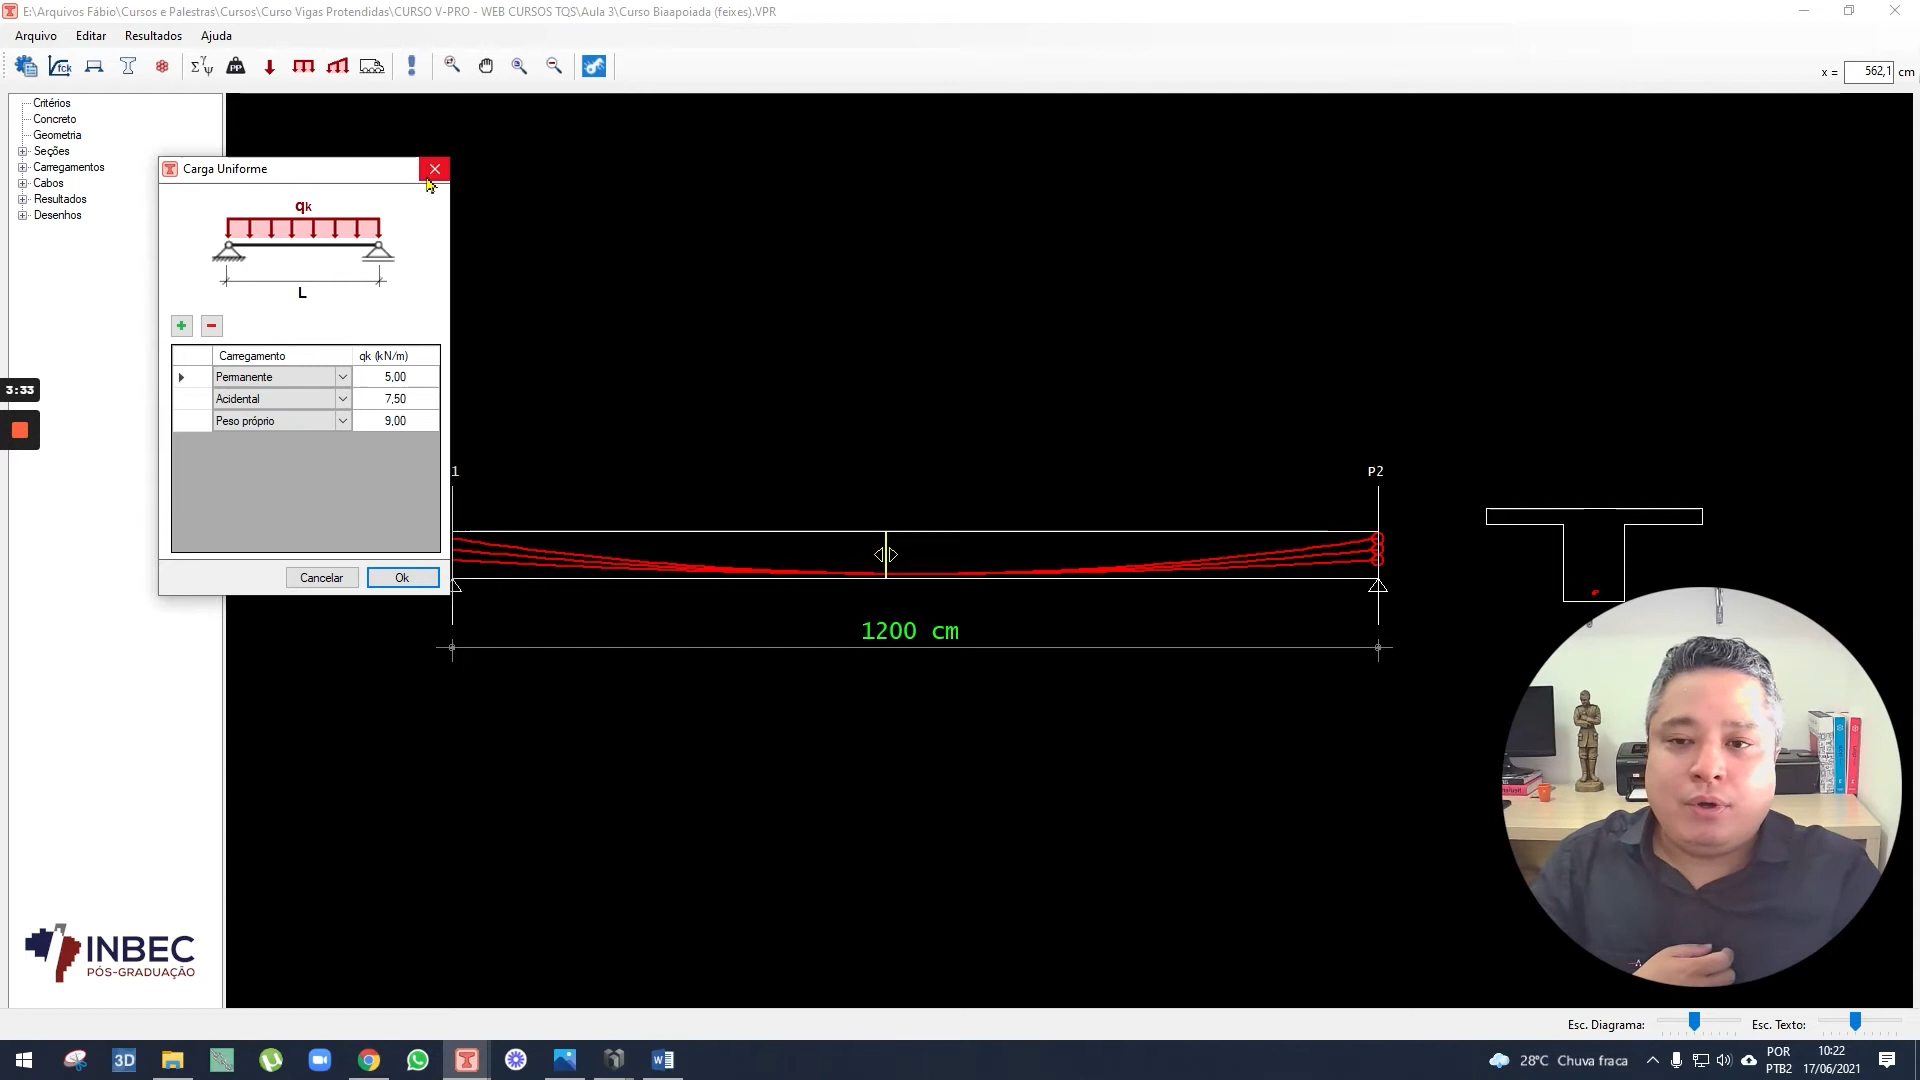 E:\Arquivos Fábio\Cursos e Palestras\Cursos\Curso Vigas Protendidas\CURSO V-PRO - WEB CURSOS TQS\Aula 3\Curso Biaapoiada (feixes).VPR
Arquivo Editar Resultados Ajuda
fck
Σγψ
PP
x = 562,1 cm
Critérios
Concreto
Geometria
Seções
Carregamentos
Cabos
Resultados
Desenhos
Carga Uniforme
qk
L
Carregamento qk (kN/m)
Permanente 5,00
Acidental 7,50
Peso próprio 9,00
Cancelar Ok
3:33
1
P2
1200 cm
INBEC
PÓS-GRADUAÇÃO
Esc. Diagrama: Esc. Texto:
3D
28°C Chuva fraca
POR
PTB2
10:22
17/06/2021